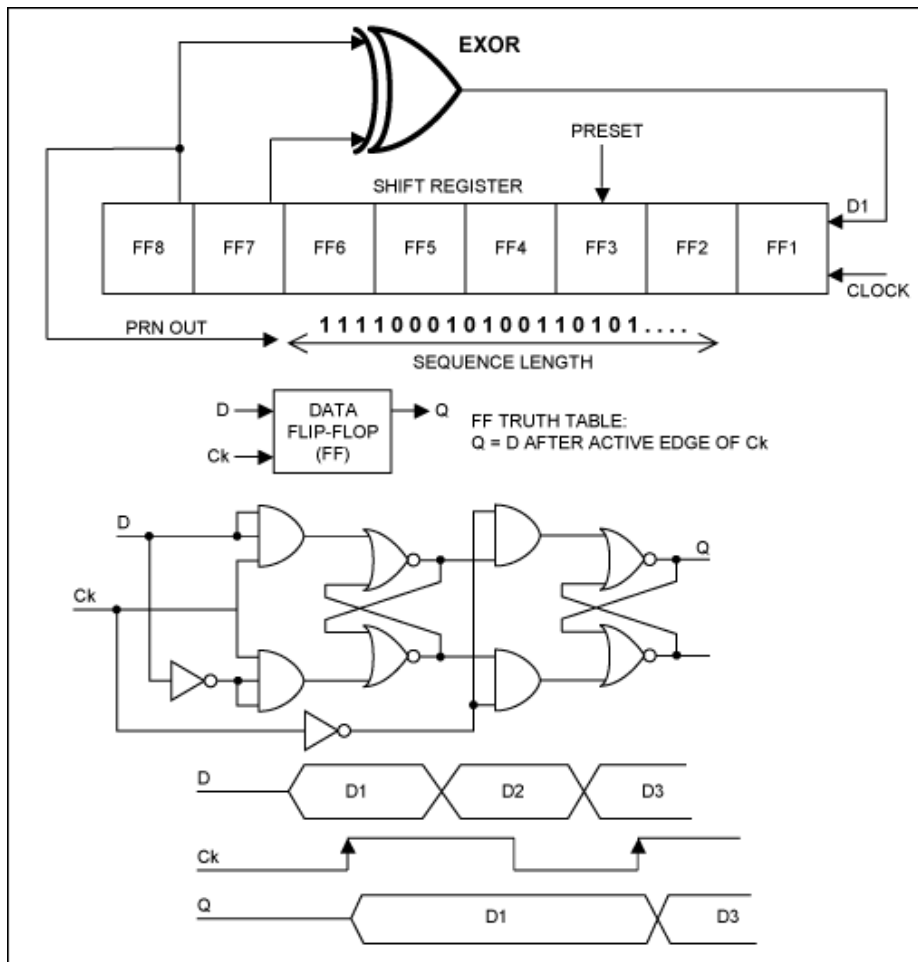 EXOR
PRESET
SHIFT REGISTER
D1
FF8 FF7 FF6 FF5 FF4 FF3 FF2 FF1
CLOCK
PRN OUT
111100010100110101....
SEQUENCE LENGTH
D
DATA
FLIP-FLOP
(FF)
Q
Ck
FF TRUTH TABLE:
Q = D AFTER ACTIVE EDGE OF Ck
D
Q
Ck
D
D1 D2 D3
Ck
Q
D1 D3